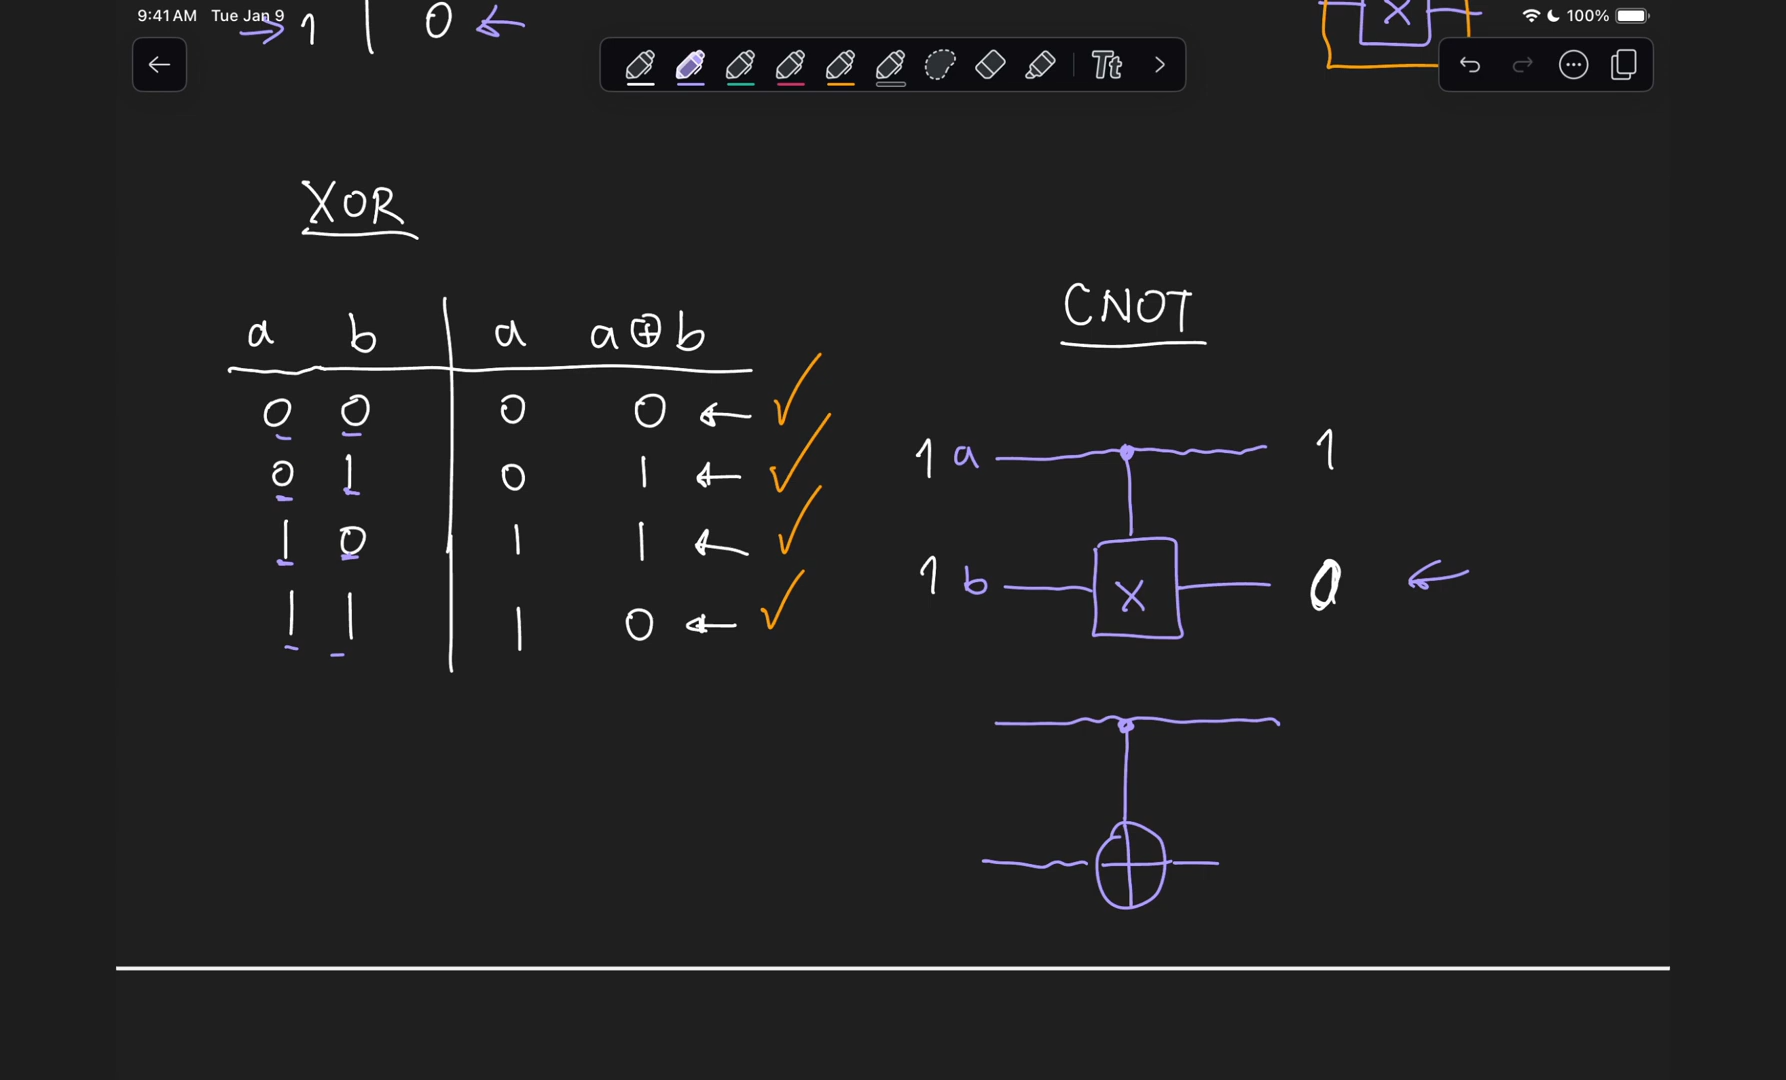 9:41 AM Tue Jan 9 100%
1 0
X
Tt
XOR
a b a a ⊕ b
0 0 0 0
0 1 0 1
1 0 1 1
1 1 1 0
CNOT
1 a 1
1 b X 0